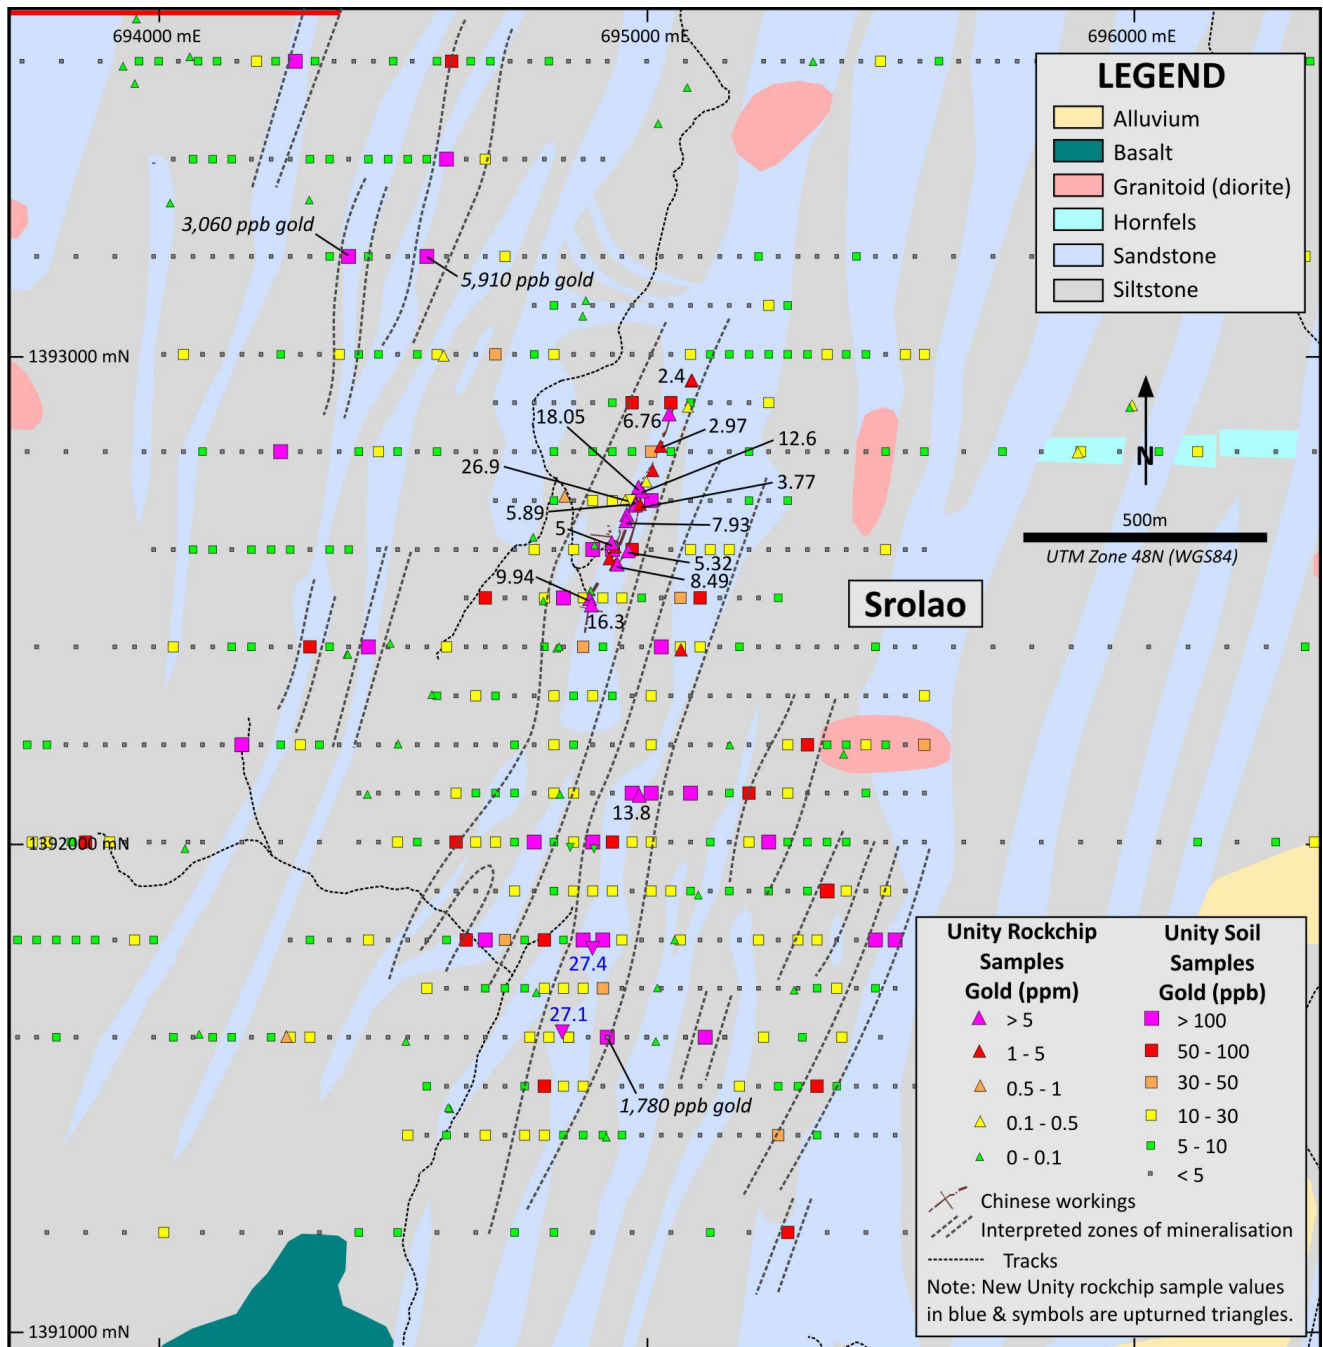 694000 mE
695000 mE
696000 mE
LEGEND
Alluvium
Basalt
Granitoid (diorite)
Hornfels
Sandstone
Siltstone
3,060 ppb gold
5,910 ppb gold
1393000 mN
2.4
18.05
6.76
2.97
12.6
26.9
3.77
5.89
5
7.93
5.32
8.49
9.94
16.3
N
500m
UTM Zone 48N (WGS84)
Srolao
13.8
1392000 mN
27.4
27.1
1,780 ppb gold
1391000 mN
Unity Rockchip
Samples
Gold (ppm)
> 5
1 - 5
0.5 - 1
0.1 - 0.5
0 - 0.1
Unity Soil
Samples
Gold (ppb)
> 100
50 - 100
30 - 50
10 - 30
5 - 10
< 5
Chinese workings
Interpreted zones of mineralisation
Tracks
Note: New Unity rockchip sample values
in blue & symbols are upturned triangles.